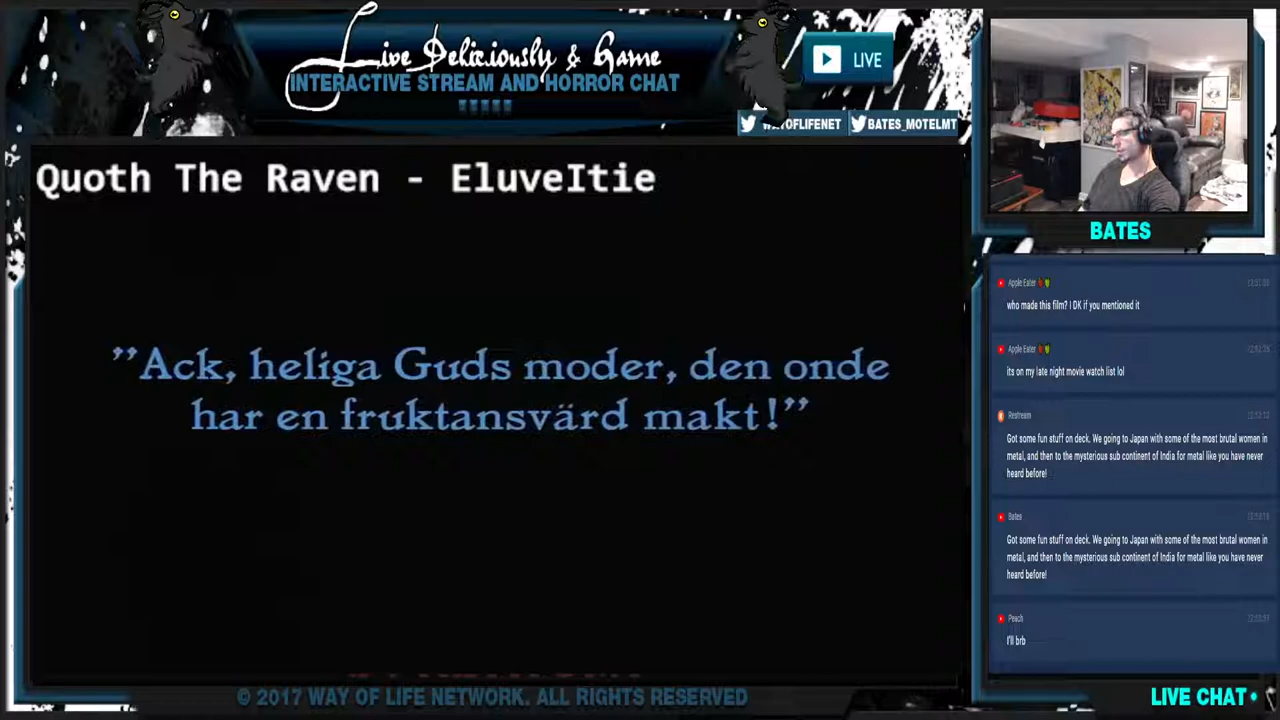 Live Deliciously & Game
INTERACTIVE STREAM AND HORROR CHAT
LIVE
WAYOFLIFENET
BATES_MOTELMT
Quoth The Raven - EluveItie
”Ack, heliga Guds moder, den onde
har en fruktansvärd makt!”
BATES
Apple Eater
who made this film? I DK if you mentioned it
Apple Eater
its on my late night movie watch list lol
Restream
Got some fun stuff on deck. We going to Japan with some of the most brutal women in
metal, and then to the mysterious sub continent of India for metal like you have never
heard before!
Bates
Got some fun stuff on deck. We going to Japan with some of the most brutal women in
metal, and then to the mysterious sub continent of India for metal like you have never
heard before!
Peach
I'll brb
© 2017 WAY OF LIFE NETWORK. ALL RIGHTS RESERVED
LIVE CHAT